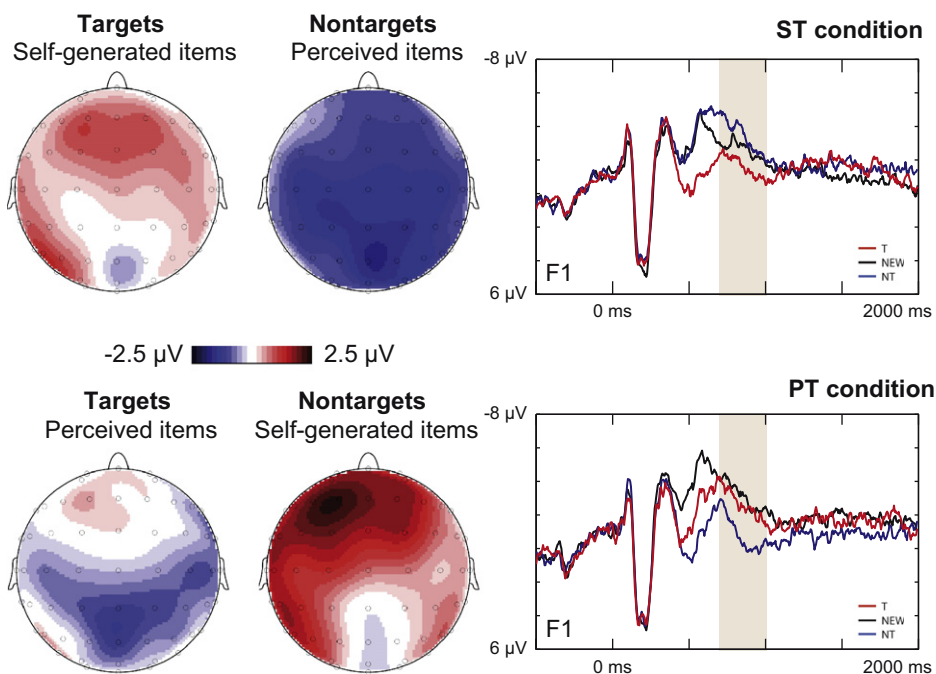 Targets
Self-generated items
Nontargets
Perceived items
ST condition
-8 µV
T
NEW
NT
F1
6 µV
0 ms
2000 ms
-2.5 µV
2.5 µV
Targets
Perceived items
Nontargets
Self-generated items
PT condition
-8 µV
T
NEW
NT
F1
6 µV
0 ms
2000 ms